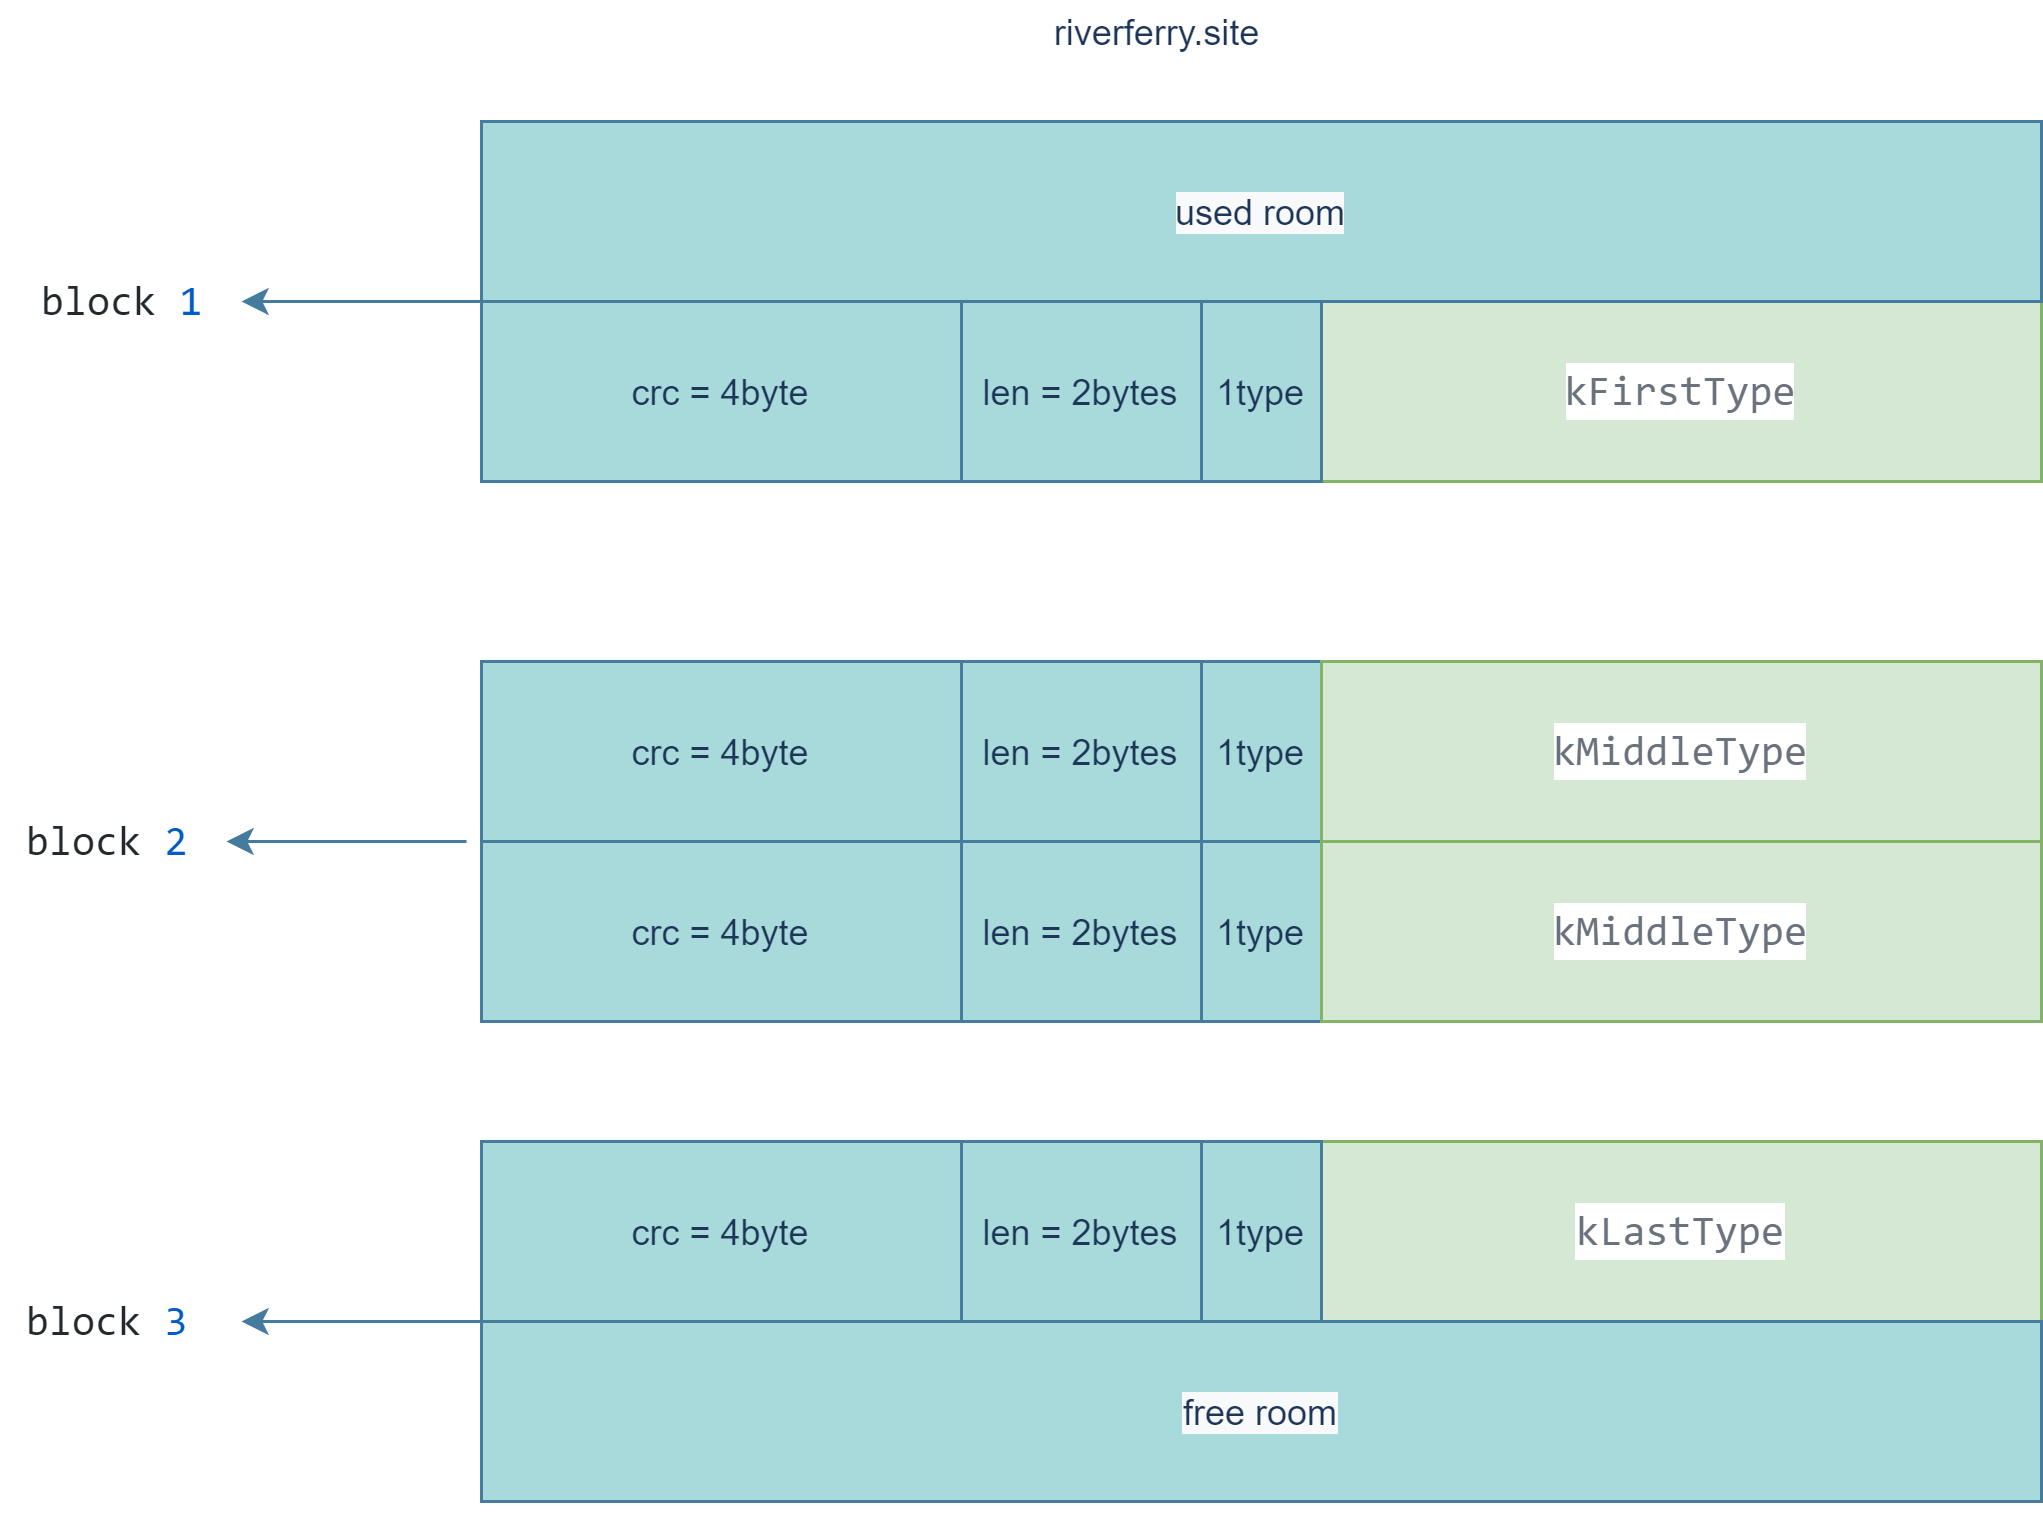 riverferry.site
used room
block 1
crc = 4byte len = 2bytes 1type kFirstType
crc = 4byte len = 2bytes 1type kMiddleType
block 2
crc = 4byte len = 2bytes 1type kMiddleType
crc = 4byte len = 2bytes 1type kLastType
block 3
free room